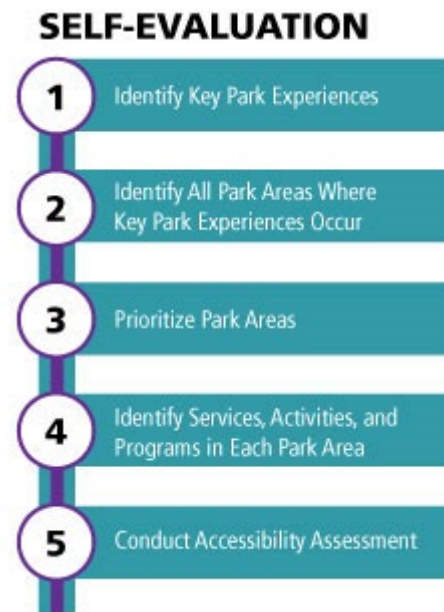 SELF-EVALUATION
1
Identify Key Park Experiences
2
Identify All Park Areas Where
Key Park Experiences Occur
3
Prioritize Park Areas
4
Identify Services, Activities, and
Programs in Each Park Area
5
Conduct Accessibility Assessment